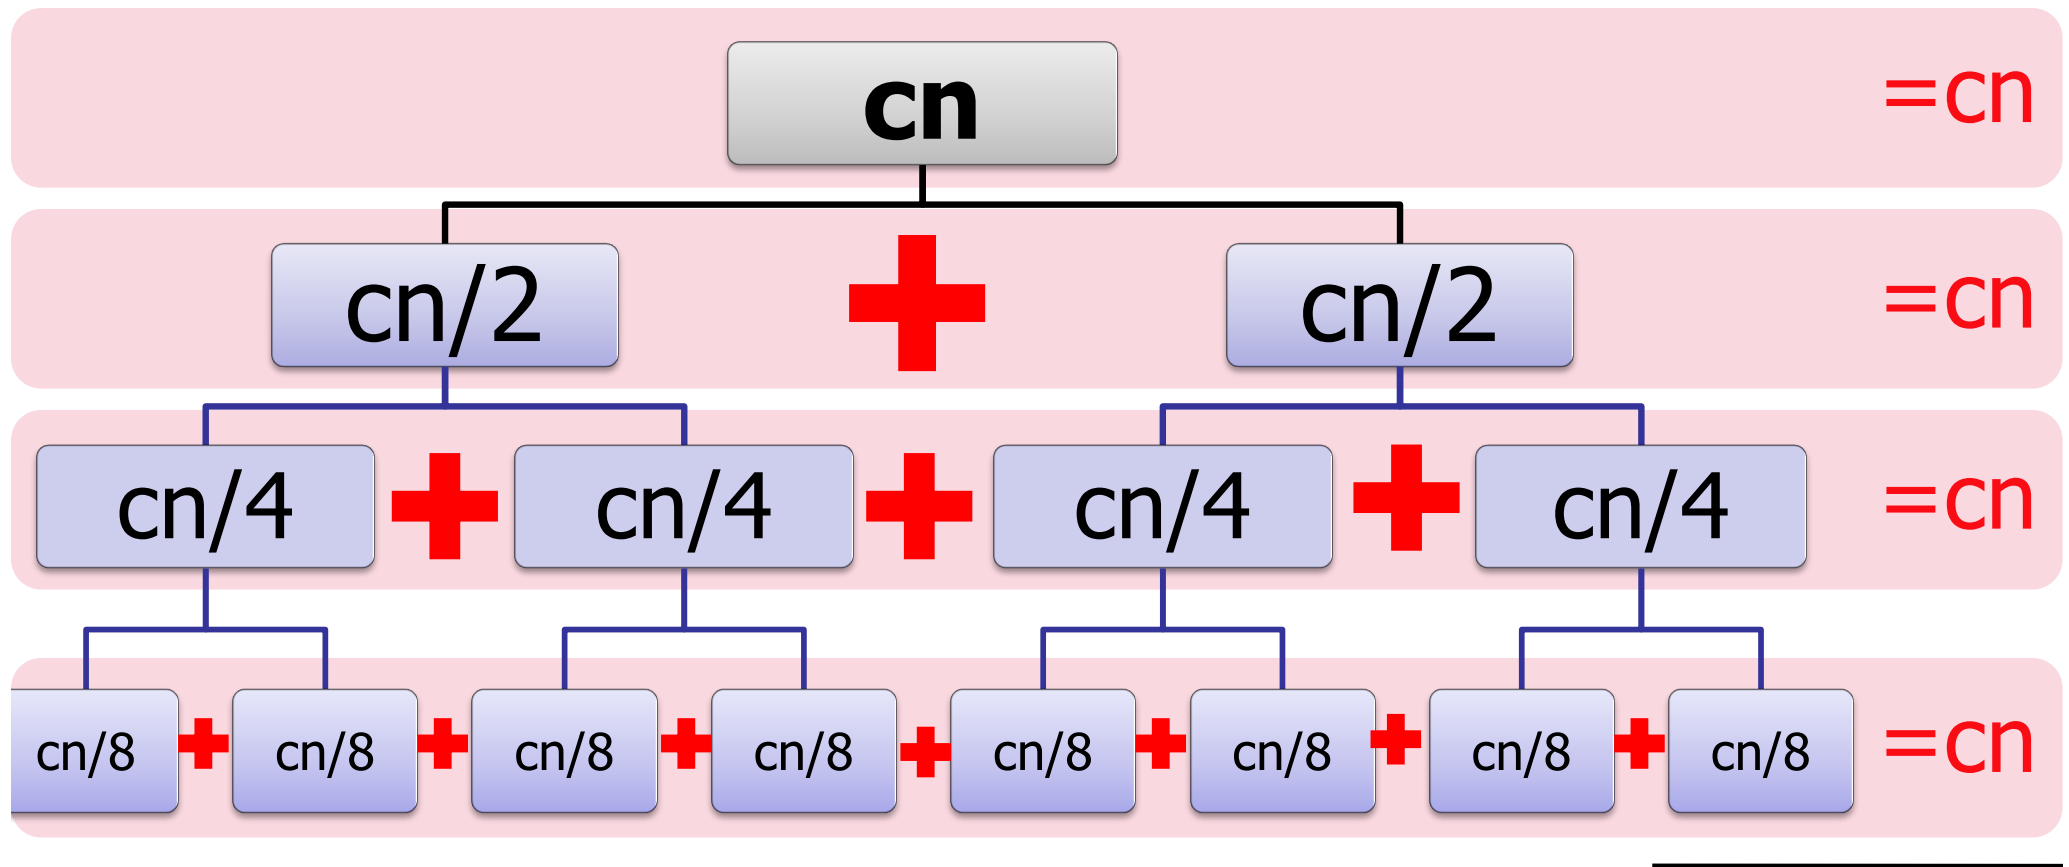 cn =cn
cn/2 + cn/2 =cn
cn/4 + cn/4 + cn/4 + cn/4 =cn
cn/8 + cn/8 + cn/8 + cn/8 + cn/8 + cn/8 + cn/8 + cn/8 =cn